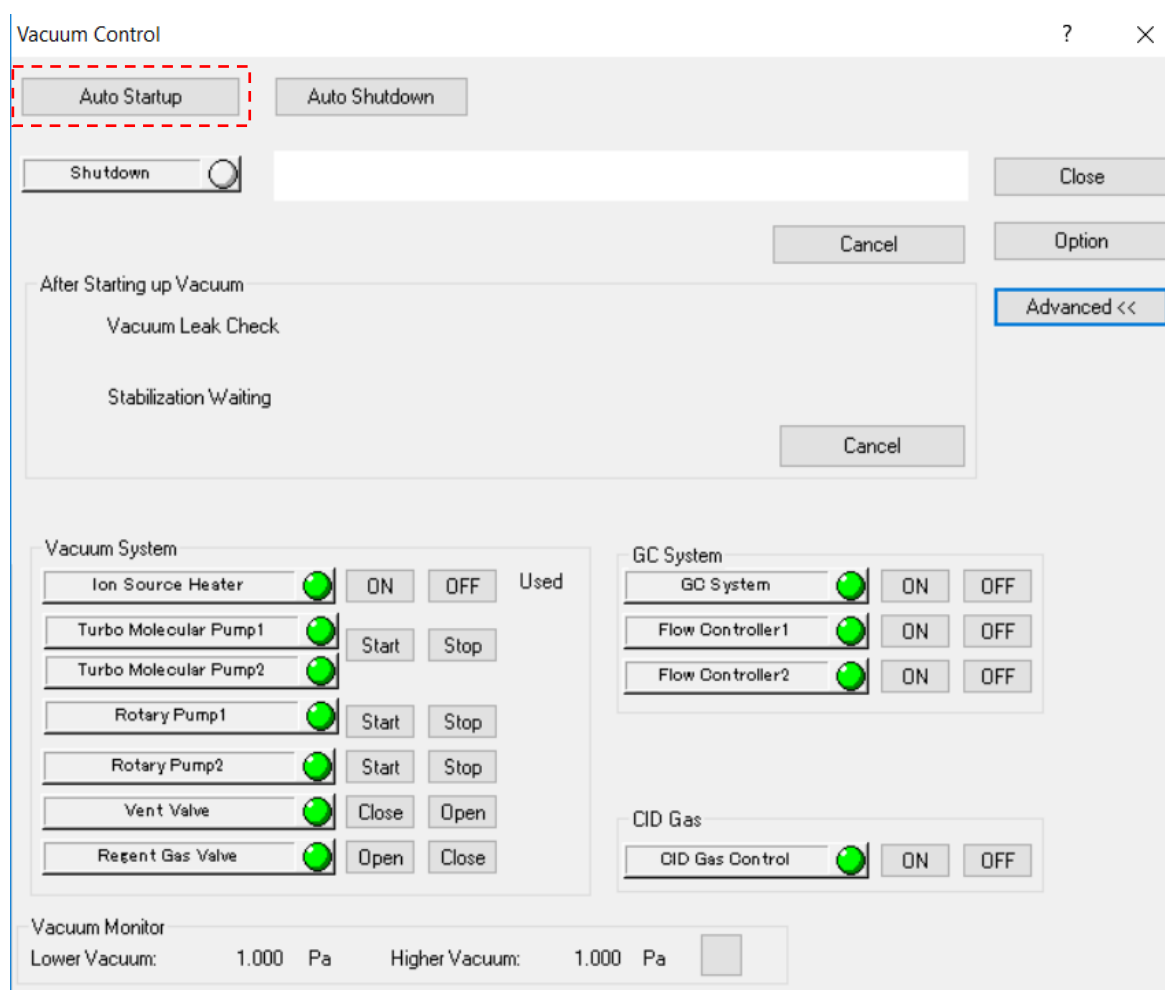 Vacuum Control ?
Auto Startup Auto Shutdown
Shutdown Close
Cancel Option
After Starting up Vacuum
Advanced <<
Vacuum Leak Check
Stabilization Waiting
Cancel
Vacuum System
Ion Source Heater ON OFF Used
Turbo Molecular Pump1 Start Stop
Turbo Molecular Pump2
Rotary Pump1 Start Stop
Rotary Pump2 Start Stop
Vent Valve Close Open
Regent Gas Valve Open Close
GC System
GC System ON OFF
Flow Controller1 ON OFF
Flow Controller2 ON OFF
CID Gas
CID Gas Control ON OFF
Vacuum Monitor
Lower Vacuum: 1.000 Pa Higher Vacuum: 1.000 Pa